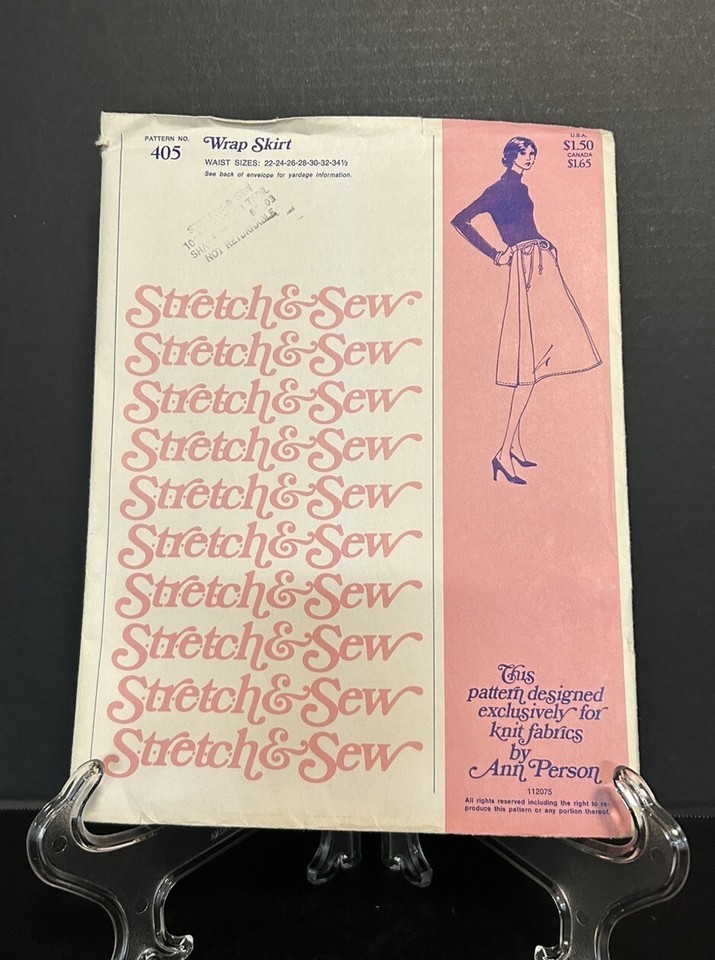 PATTERN NO.
405
Wrap Skirt
WAIST SIZES: 22-24-26-28-30-32-34½
See back of envelope for yardage information.
NOT RETURNABLE
Stretch & Sew®
Stretch & Sew
Stretch & Sew
Stretch & Sew
Stretch & Sew
Stretch & Sew
Stretch & Sew
Stretch & Sew
Stretch & Sew
Stretch & Sew
U.S.A.
$1.50
CANADA
$1.65
This
pattern designed
exclusively for
knit fabrics
by
Ann Person
112075
All rights reserved including the right to re-
produce this pattern or any portion thereof.